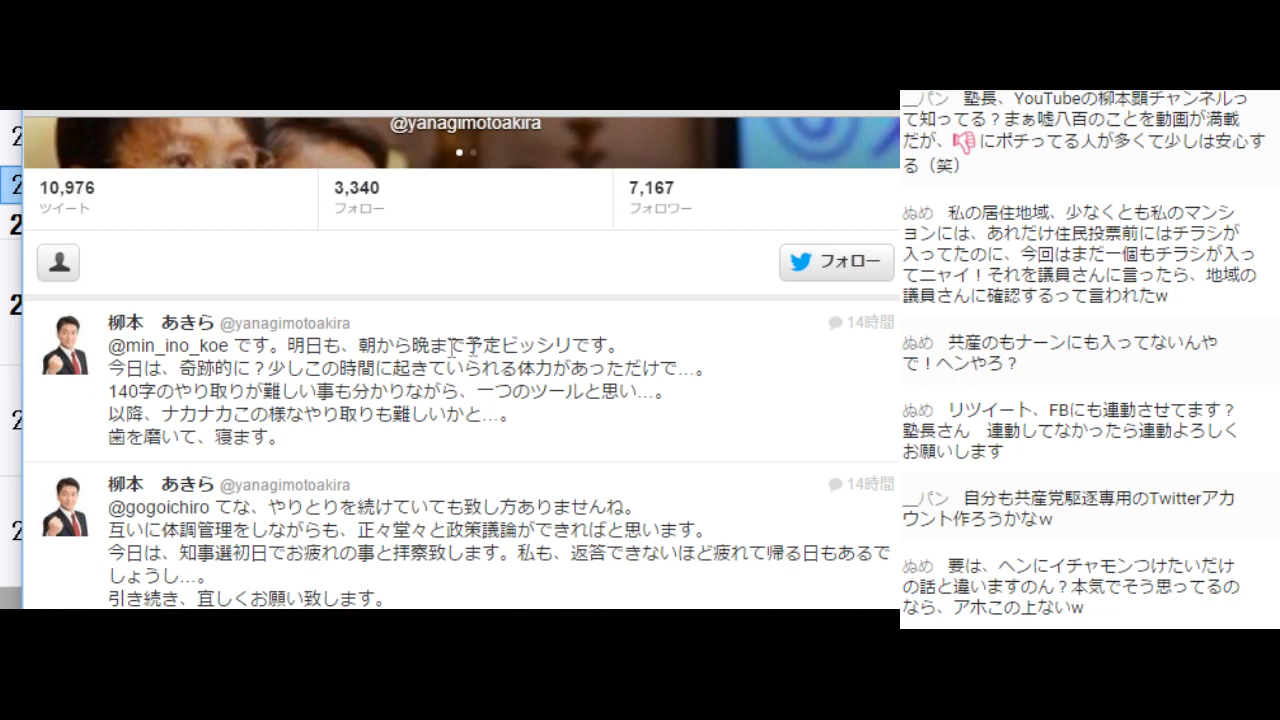 @yanagimotoakira
10,976
ツイート
3,340
フォロー
7,167
フォロワー
フォロー
柳本 あきら @yanagimotoakira
14時間
@min_ino_koe です。明日も、朝から晩まで予定ビッシリです。
今日は、奇跡的に？少しこの時間に起きていられる体力があっただけで…。
140字のやり取りが難しい事も分かりながら、一つのツールと思い…。
以降、ナカナカこの様なやり取りも難しいかと…。
歯を磨いて、寝ます。
柳本 あきら @yanagimotoakira
14時間
@gogoichiro てな、やりとりを続けていても致し方ありませんね。
互いに体調管理をしながらも、正々堂々と政策議論ができればと思います。
今日は、知事選初日でお疲れの事と拝察致します。私も、返答できないほど疲れて帰る日もあるで
しょうし…。
引き続き、宜しくお願い致します。
__パン 塾長、YouTubeの柳本顕チャンネルっ
て知ってる？まぁ嘘八百のことを動画が満載
だが、👎にポチってる人が多くて少しは安心す
る（笑）
ぬめ 私の居住地域、少なくとも私のマンシ
ョンには、あれだけ住民投票前にはチラシが
入ってたのに、今回はまだ一個もチラシが入っ
てニャイ！それを議員さんに言ったら、地域の
議員さんに確認するって言われたw
ぬめ 共産のもナーンにも入ってないんや
で！ヘンやろ？
ぬめ リツイート、FBにも連動させてます？
塾長さん 連動してなかったら連動よろしく
お願いします
__パン 自分も共産党駆逐専用のTwitterアカ
ウント作ろうかなｗ
ぬめ 要は、ヘンにイチャモンつけたいだけ
の話と違いますのん？本気でそう思ってるの
なら、アホこの上ないw